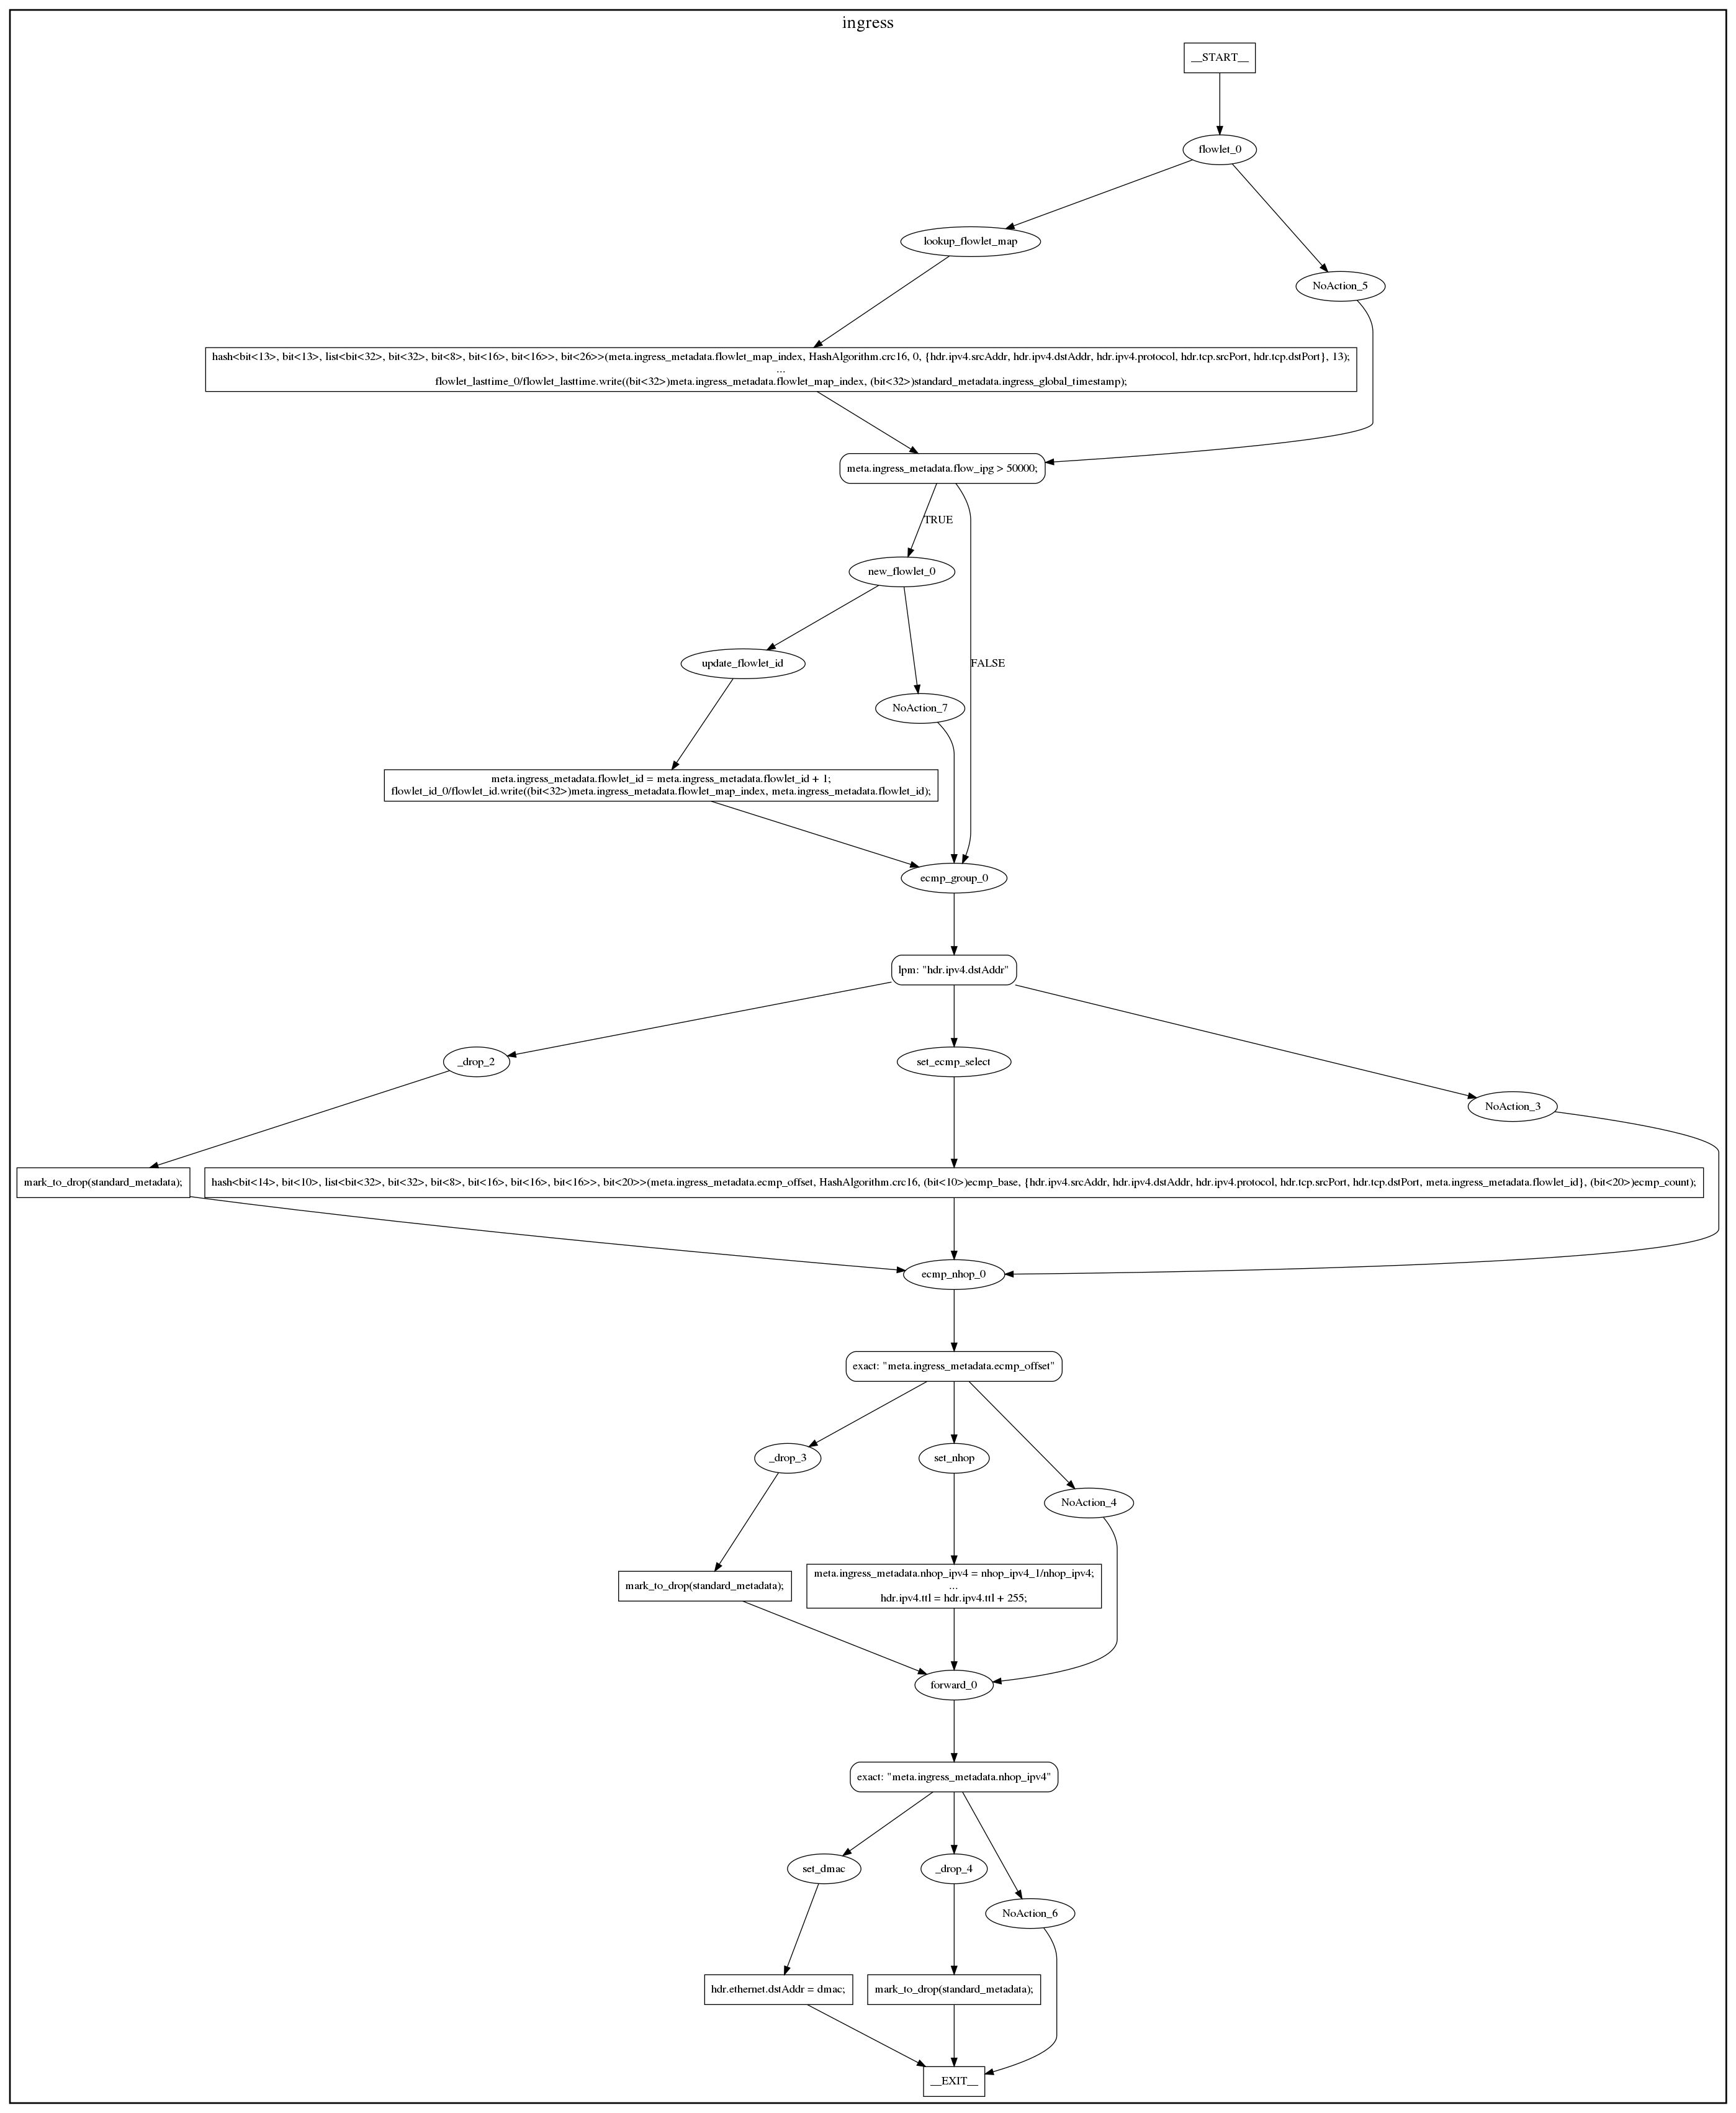 ingress
__START__
flowlet_0
lookup_flowlet_map
NoAction_5
hash<bit<13>, bit<13>, list<bit<32>, bit<32>, bit<8>, bit<16>, bit<16>>, bit<26>>(meta.ingress_metadata.flowlet_map_index, HashAlgorithm.crc16, 0, {hdr.ipv4.srcAddr, hdr.ipv4.dstAddr, hdr.ipv4.protocol, hdr.tcp.srcPort, hdr.tcp.dstPort}, 13);
...
flowlet_lasttime_0/flowlet_lasttime.write((bit<32>)meta.ingress_metadata.flowlet_map_index, (bit<32>)standard_metadata.ingress_global_timestamp);
meta.ingress_metadata.flow_ipg > 50000;
TRUE
new_flowlet_0
update_flowlet_id
FALSE
NoAction_7
meta.ingress_metadata.flowlet_id = meta.ingress_metadata.flowlet_id + 1;
flowlet_id_0/flowlet_id.write((bit<32>)meta.ingress_metadata.flowlet_map_index, meta.ingress_metadata.flowlet_id);
ecmp_group_0
lpm: "hdr.ipv4.dstAddr"
_drop_2
set_ecmp_select
NoAction_3
mark_to_drop(standard_metadata);
hash<bit<14>, bit<10>, list<bit<32>, bit<32>, bit<8>, bit<16>, bit<16>, bit<16>>, bit<20>>(meta.ingress_metadata.ecmp_offset, HashAlgorithm.crc16, (bit<10>)ecmp_base, {hdr.ipv4.srcAddr, hdr.ipv4.dstAddr, hdr.ipv4.protocol, hdr.tcp.srcPort, hdr.tcp.dstPort, meta.ingress_metadata.flowlet_id}, (bit<20>)ecmp_count);
ecmp_nhop_0
exact: "meta.ingress_metadata.ecmp_offset"
_drop_3
set_nhop
NoAction_4
mark_to_drop(standard_metadata);
meta.ingress_metadata.nhop_ipv4 = nhop_ipv4_1/nhop_ipv4;
...
hdr.ipv4.ttl = hdr.ipv4.ttl + 255;
forward_0
exact: "meta.ingress_metadata.nhop_ipv4"
set_dmac
_drop_4
NoAction_6
hdr.ethernet.dstAddr = dmac;
mark_to_drop(standard_metadata);
__EXIT__